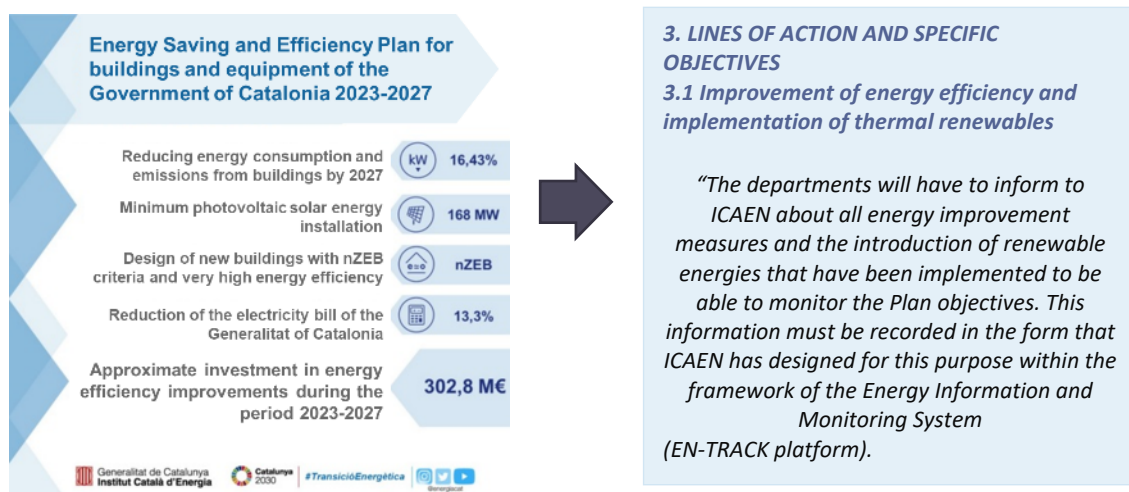 Energy Saving and Efficiency Plan for
buildings and equipment of the
Government of Catalonia 2023-2027
Reducing energy consumption and
emissions from buildings by 2027
kW
16,43%
Minimum photovoltaic solar energy
installation
168 MW
Design of new buildings with nZEB
criteria and very high energy efficiency
nZEB
Reduction of the electricity bill of the
Generalitat of Catalonia
13,3%
Approximate investment in energy
efficiency improvements during the
period 2023-2027
302,8 M€
Generalitat de Catalunya
Institut Català d'Energia
Catalunya
2030
#TransicióEnergètica
@energiacat
3. LINES OF ACTION AND SPECIFIC
OBJECTIVES
3.1 Improvement of energy efficiency and
implementation of thermal renewables
“The departments will have to inform to
ICAEN about all energy improvement
measures and the introduction of renewable
energies that have been implemented to be
able to monitor the Plan objectives. This
information must be recorded in the form that
ICAEN has designed for this purpose within the
framework of the Energy Information and
Monitoring System
(EN-TRACK platform).